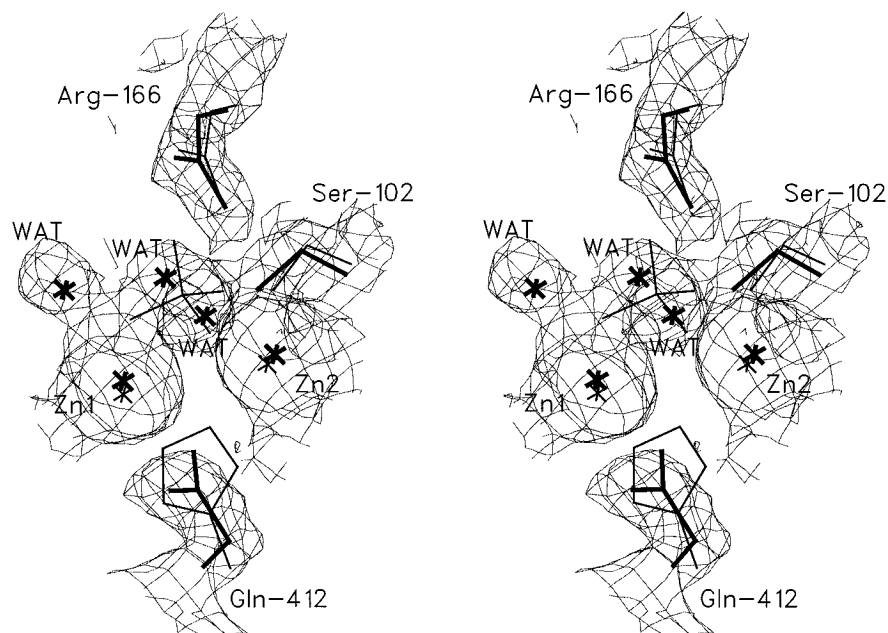 Arg-166
Ser-102
WAT
WAT
WAT
Zn1
Zn2
Gln-412
Arg-166
Ser-102
WAT
WAT
WAT
Zn1
Zn2
Gln-412